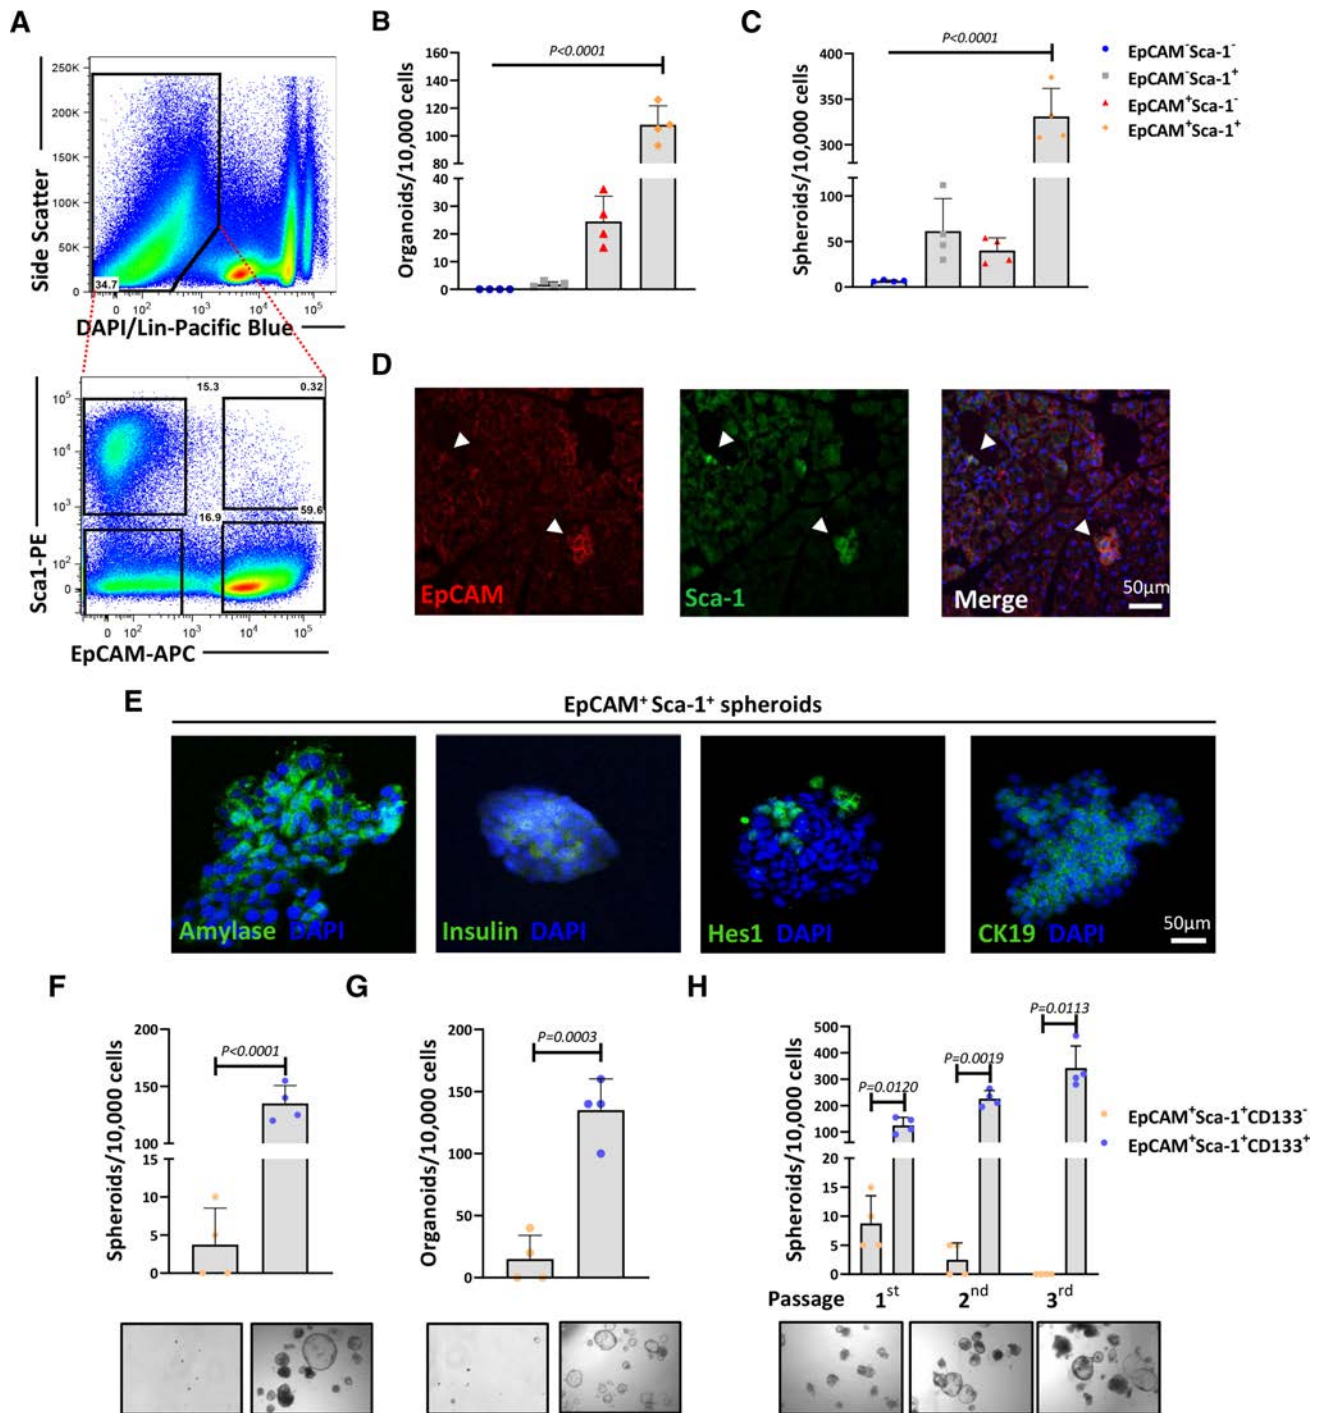 A
Side Scatter
250K
200K
150K
100K
50K
0
34.7
0 10² 10³ 10⁴ 10⁵
DAPI/Lin-Pacific Blue
Sca1-PE
15.3 0.32
16.9 59.6
10⁵
10⁴
10³
10²
0
0 10² 10³ 10⁴ 10⁵
EpCAM-APC
B
Organoids/10,000 cells
P<0.0001
160
140
120
100
80
40
30
20
10
0
C
Spheroids/10,000 cells
P<0.0001
400
350
300
100
50
0
EpCAM⁻Sca-1⁻
EpCAM⁻Sca-1⁺
EpCAM⁺Sca-1⁻
EpCAM⁺Sca-1⁺
D
EpCAM
Sca-1
Merge
50µm
E
EpCAM⁺ Sca-1⁺ spheroids
Amylase DAPI
Insulin DAPI
Hes1 DAPI
CK19 DAPI
50µm
F
Spheroids/10,000 cells
P<0.0001
200
150
100
15
10
5
0
G
Organoids/10,000 cells
P=0.0003
200
150
100
50
0
H
Spheroids/10,000 cells
P=0.0120
P=0.0019
P=0.0113
500
400
300
200
100
20
15
10
5
0
Passage 1ˢᵗ 2ⁿᵈ 3ʳᵈ
EpCAM⁺Sca-1⁺CD133⁻
EpCAM⁺Sca-1⁺CD133⁺